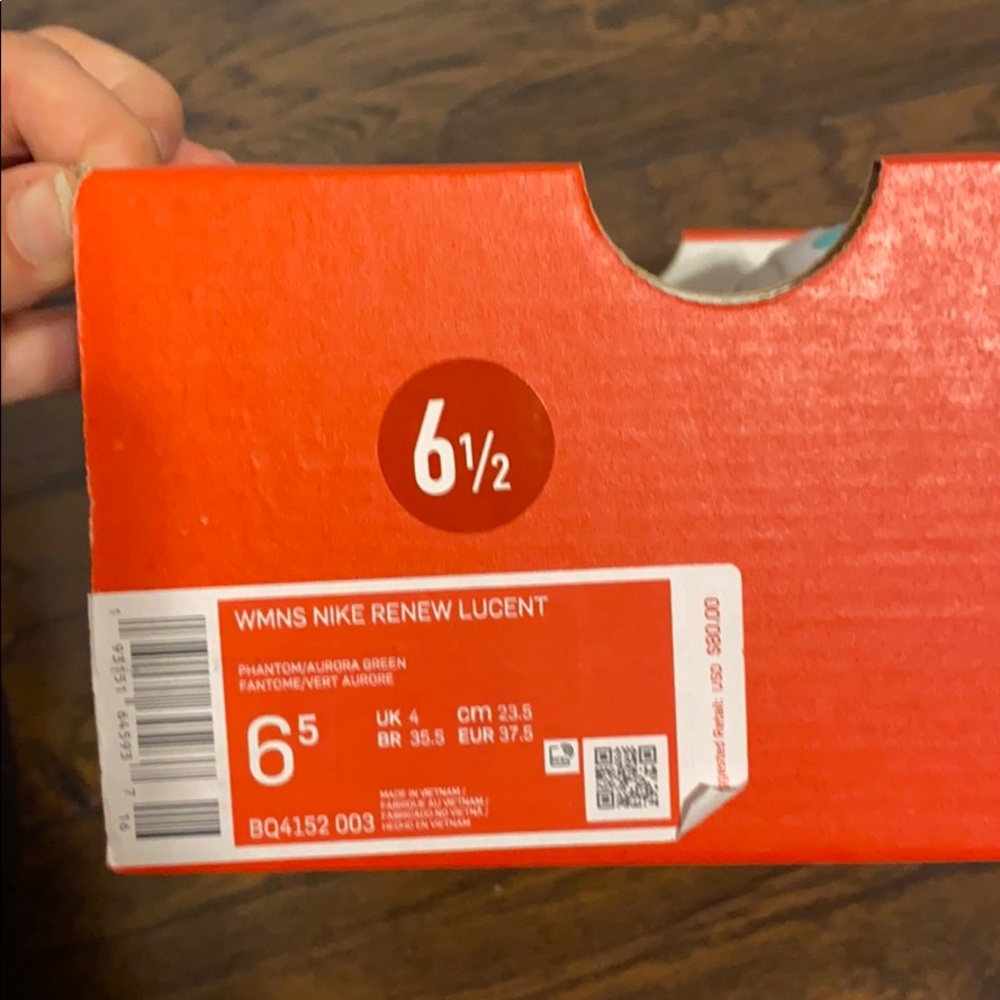 6 1/2
WMNS NIKE RENEW LUCENT
PHANTOM/AURORA GREEN
FANTOME/VERT AURORE
6 5
UK 4 cm 23.5
BR 35.5 EUR 37.5
MADE IN VIETNAM /
FABRIQUE AU VIETNAM /
FABRICADO NO VIETNÃ /
HECHO EN VIETNAM
BQ4152 003
Retail: USD $80.00